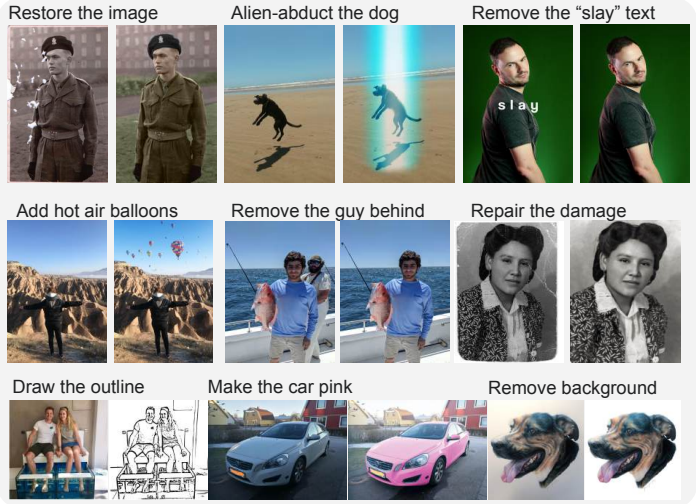 Restore the image
Alien-abduct the dog
Remove the “slay” text
slay
Add hot air balloons
Remove the guy behind
Repair the damage
Draw the outline
Make the car pink
Remove background